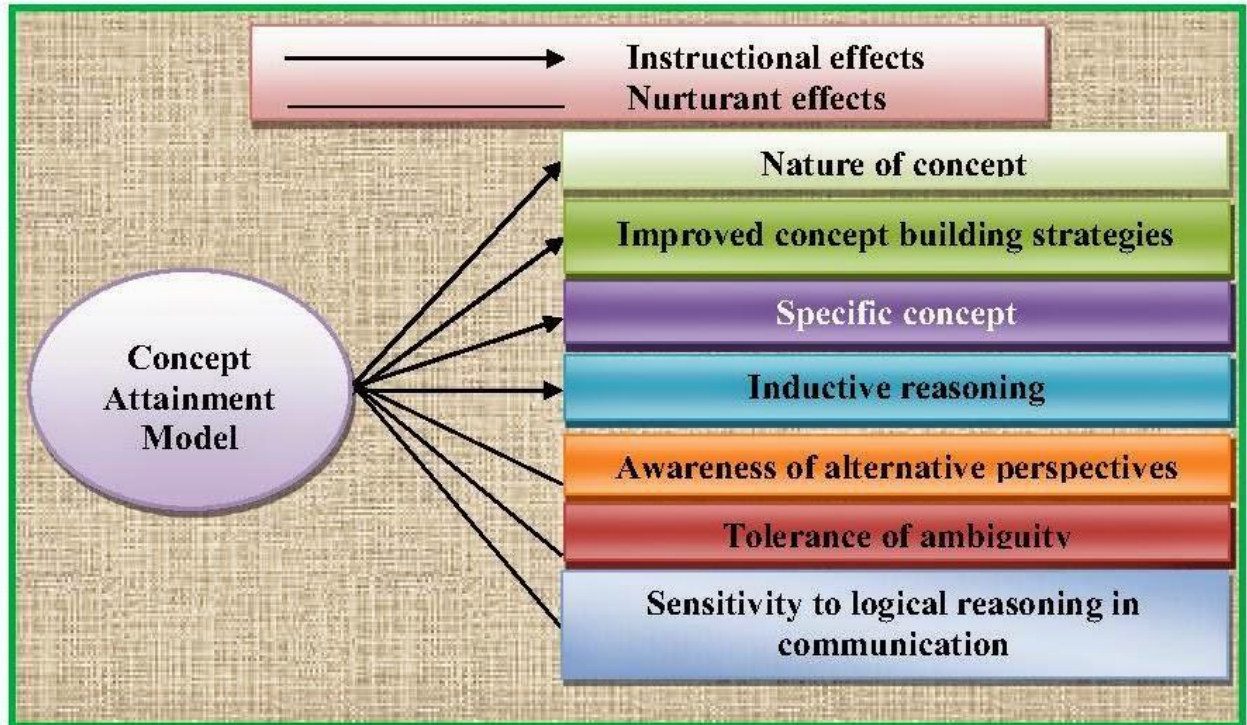 Instructional effects
Nurturant effects
Nature of concept
Improved concept building strategies
Specific concept
Inductive reasoning
Concept
Attainment
Model
Awareness of alternative perspectives
Tolerance of ambiguity
Sensitivity to logical reasoning in
communication